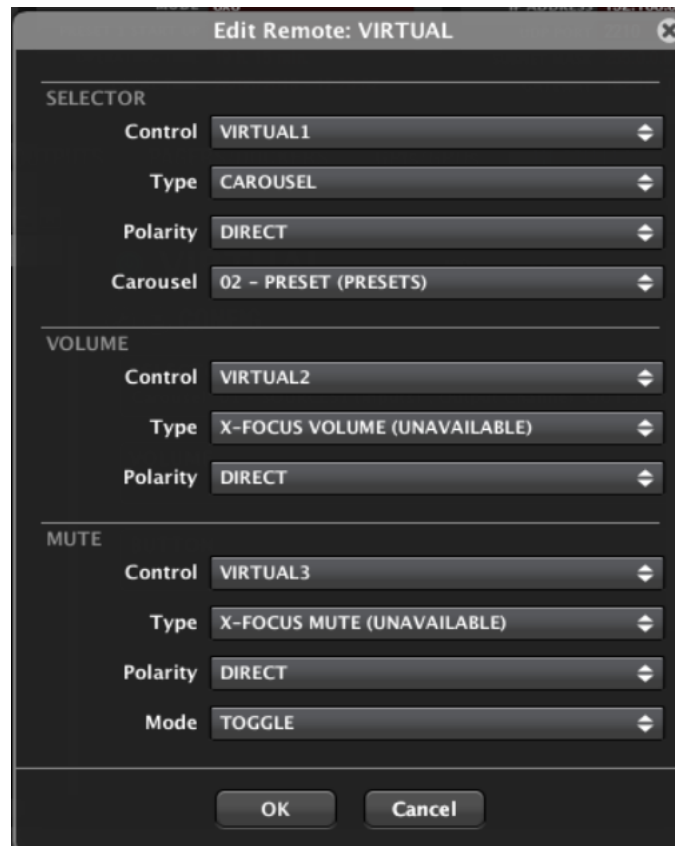 Edit Remote: VIRTUAL
SELECTOR
Control VIRTUAL1
Type CAROUSEL
Polarity DIRECT
Carousel 02 – PRESET (PRESETS)
VOLUME
Control VIRTUAL2
Type X-FOCUS VOLUME (UNAVAILABLE)
Polarity DIRECT
MUTE
Control VIRTUAL3
Type X-FOCUS MUTE (UNAVAILABLE)
Polarity DIRECT
Mode TOGGLE
OK Cancel